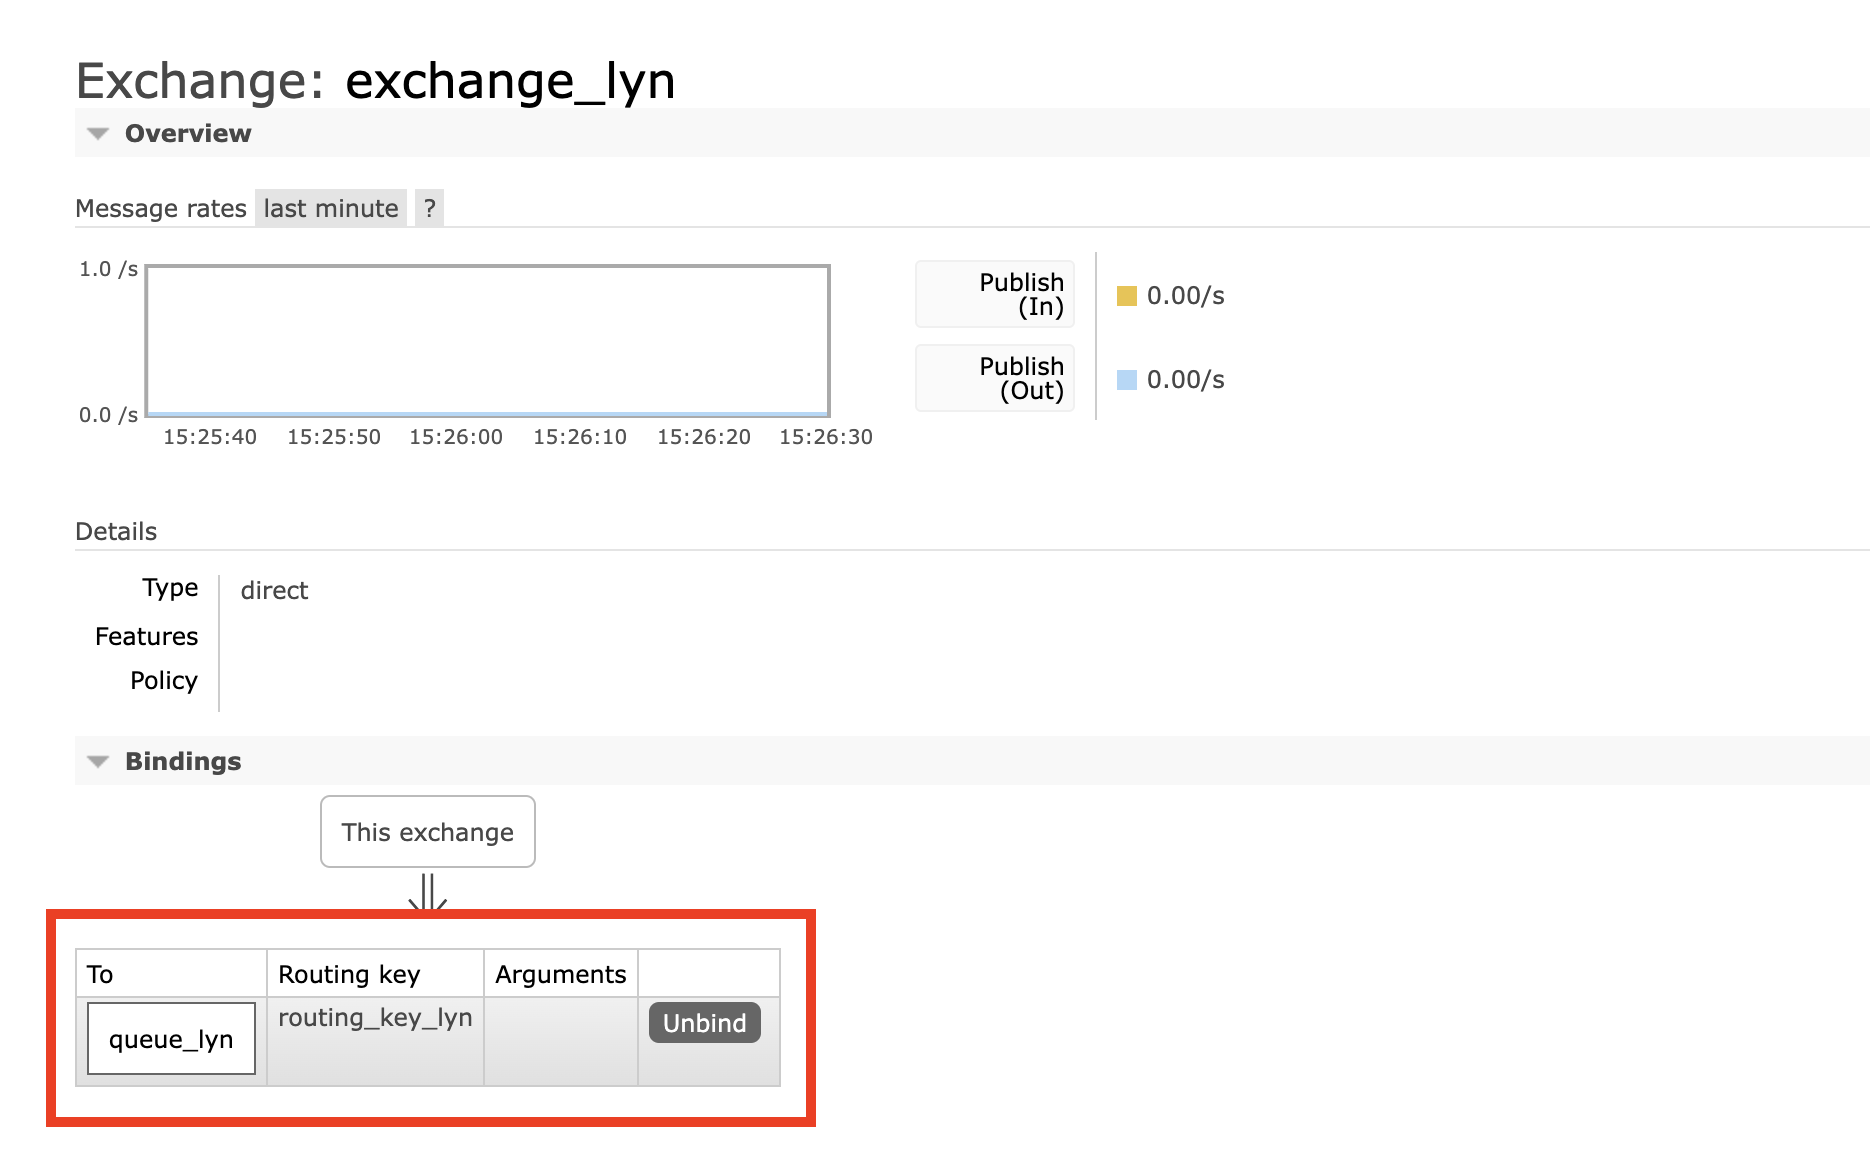 Exchange: exchange_lyn
Overview
Message rates last minute ?
1.0 /s
0.0 /s
15:25:40 15:25:50 15:26:00 15:26:10 15:26:20 15:26:30
Publish
(In)
0.00/s
Publish
(Out)
0.00/s
Details
Type direct
Features
Policy
Bindings
This exchange
To Routing key Arguments
queue_lyn routing_key_lyn Unbind